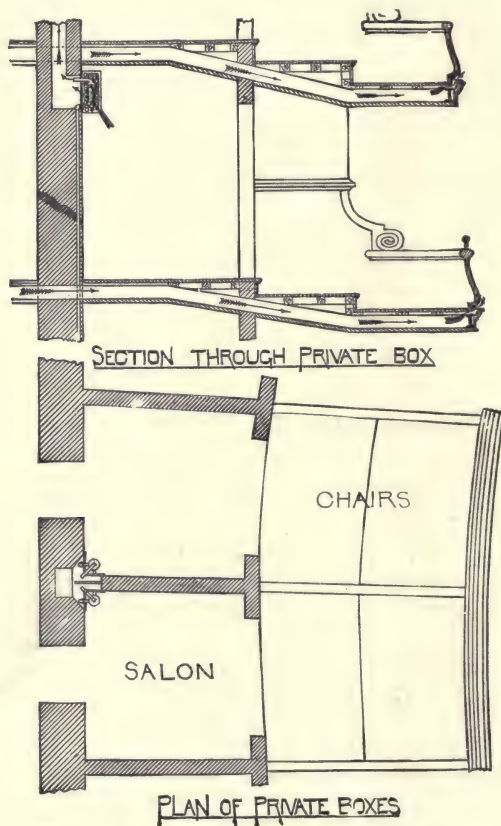 SECTION THROUGH PRIVATE BOX
CHAIRS
SALON
PLAN OF PRIVATE BOXES